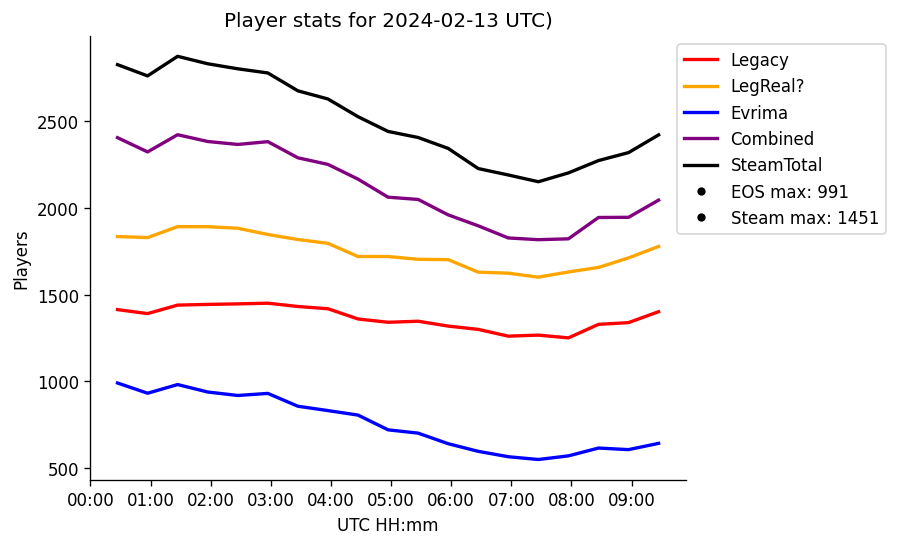 Player stats for 2024-02-13 UTC)
Legacy
LegReal?
Evrima
Combined
SteamTotal
EOS max: 991
Steam max: 1451
Players
2500
2000
1500
1000
500
00:00 01:00 02:00 03:00 04:00 05:00 06:00 07:00 08:00 09:00
UTC HH:mm